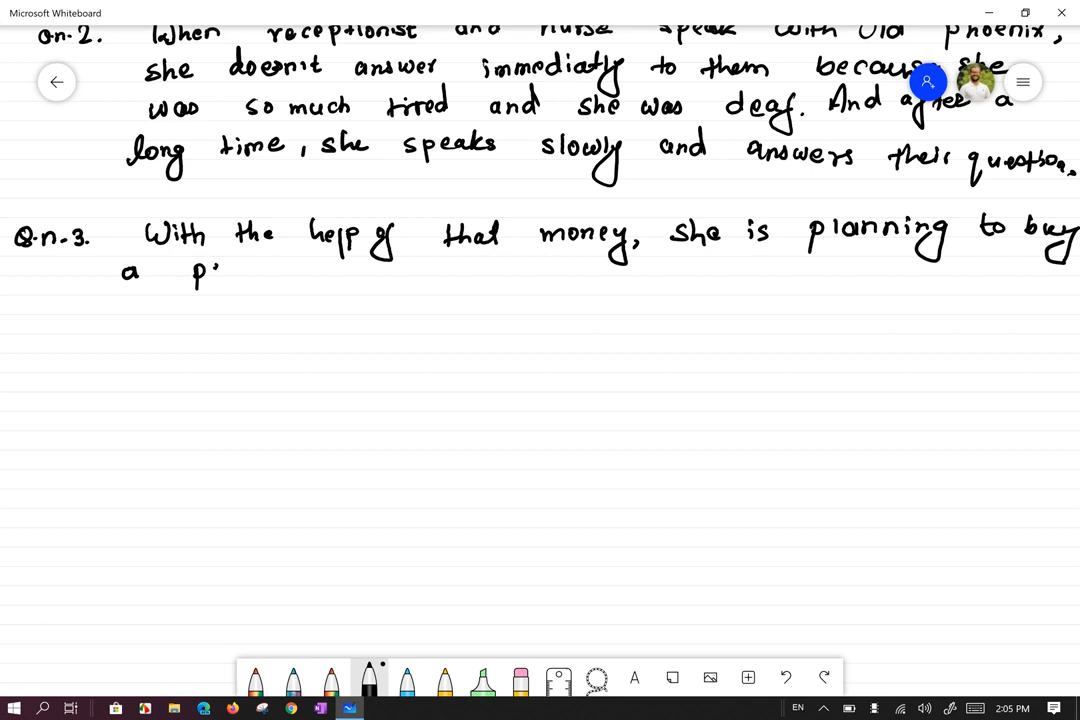 Microsoft Whiteboard
Qn. 2. When receptionist and nurse speak with Old Phoenix,
she doesn't answer immediatly to them because she
was so much tired and she was deaf. And after a
long time, she speaks slowly and answers their question.
Q.n.-3. With the help of that money, she is planning to buy
a p
A
EN
2:05 PM